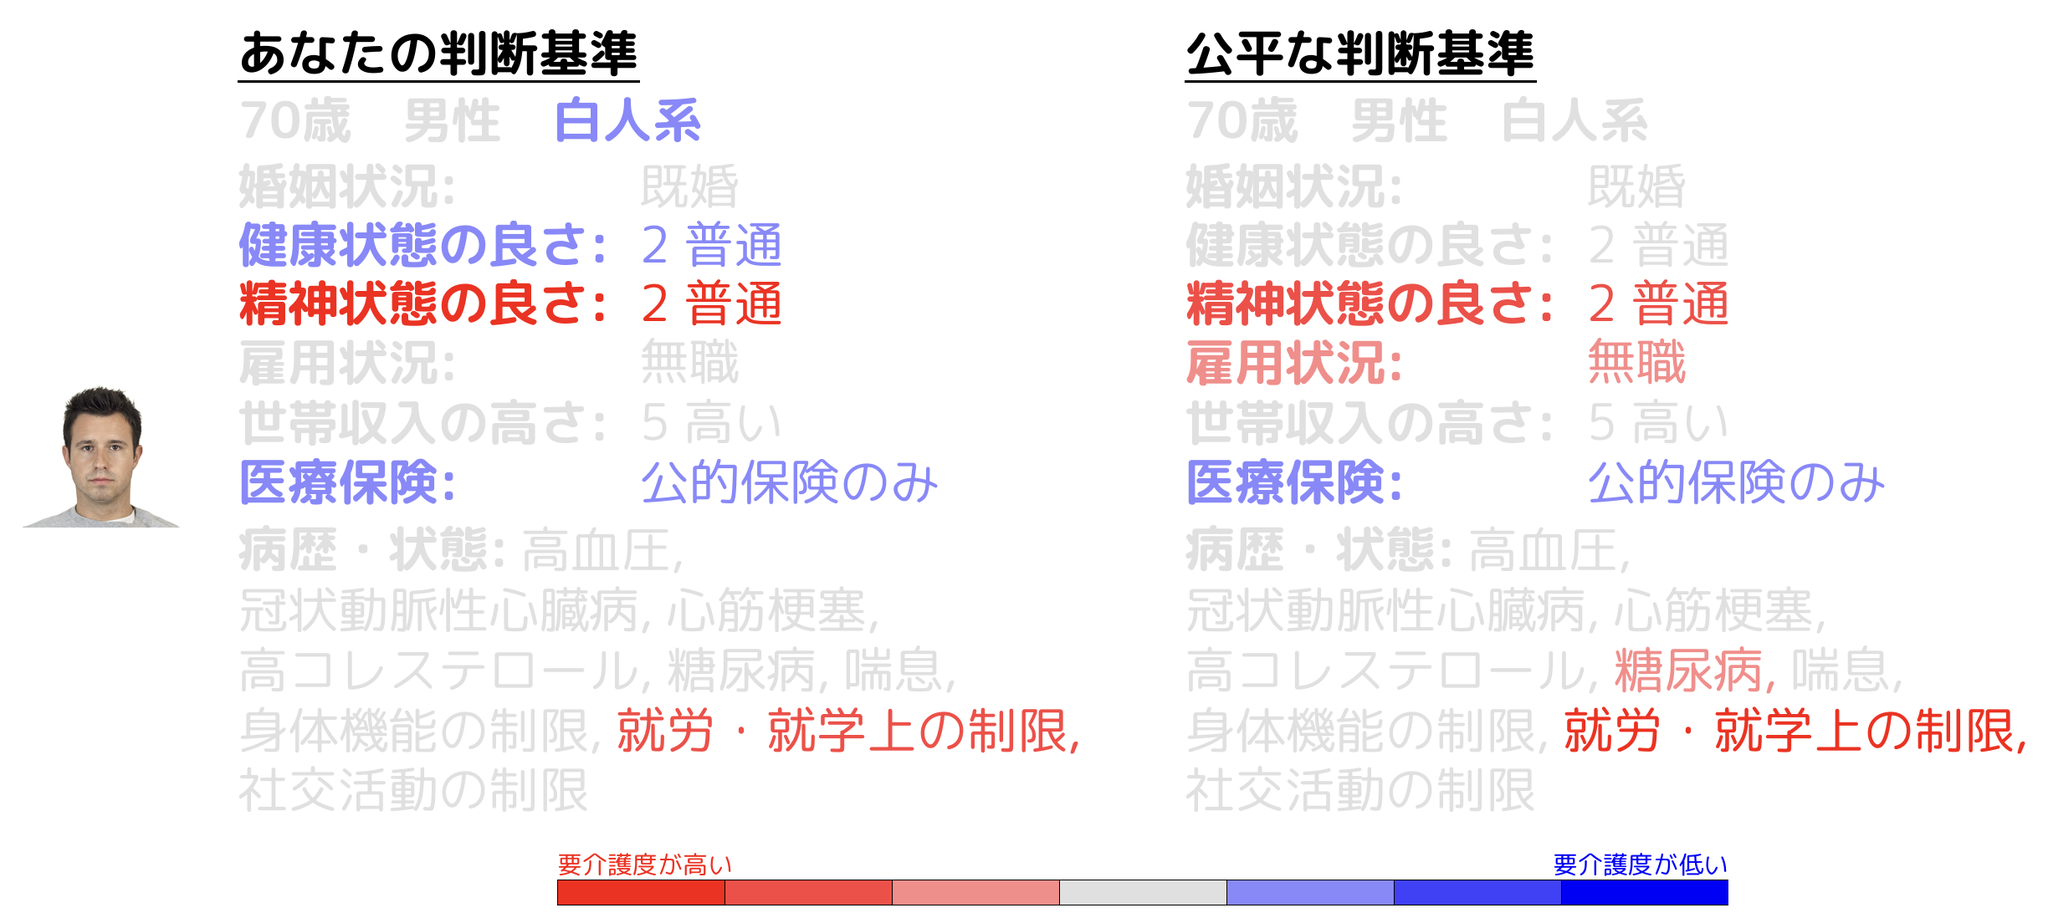 あなたの判断基準
70歳 男性 白人系
婚姻状況: 既婚
健康状態の良さ: 2 普通
精神状態の良さ: 2 普通
雇用状況: 無職
世帯収入の高さ: 5 高い
医療保険: 公的保険のみ
病歴・状態: 高血圧,
冠状動脈性心臓病, 心筋梗塞,
高コレステロール, 糖尿病, 喘息,
身体機能の制限, 就労・就学上の制限,
社交活動の制限
公平な判断基準
70歳 男性 白人系
婚姻状況: 既婚
健康状態の良さ: 2 普通
精神状態の良さ: 2 普通
雇用状況: 無職
世帯収入の高さ: 5 高い
医療保険: 公的保険のみ
病歴・状態: 高血圧,
冠状動脈性心臓病, 心筋梗塞,
高コレステロール, 糖尿病, 喘息,
身体機能の制限, 就労・就学上の制限,
社交活動の制限
要介護度が高い
要介護度が低い